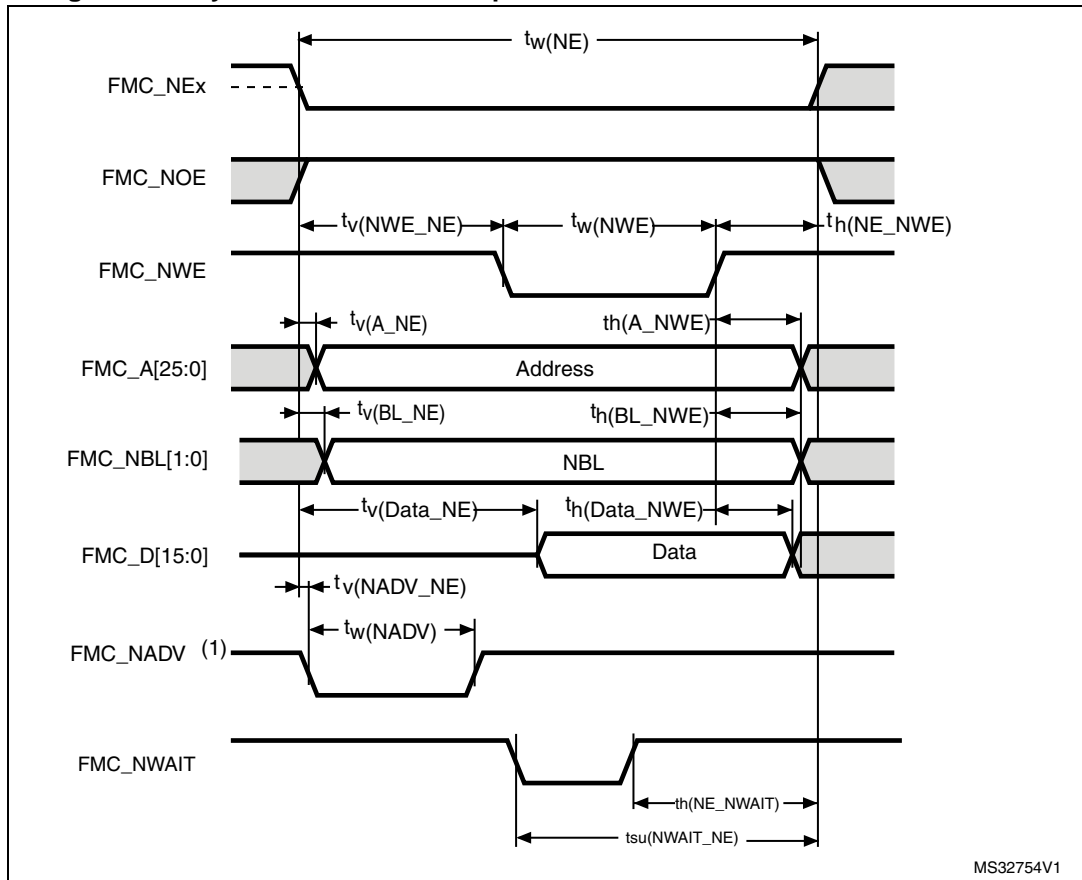 tw(NE)
FMC_NEx
FMC_NOE
tv(NWE_NE) tw(NWE) th(NE_NWE)
FMC_NWE
tv(A_NE) th(A_NWE)
FMC_A[25:0] Address
tv(BL_NE) th(BL_NWE)
FMC_NBL[1:0] NBL
tv(Data_NE) th(Data_NWE)
FMC_D[15:0] Data
tv(NADV_NE)
tw(NADV)
FMC_NADV (1)
FMC_NWAIT
th(NE_NWAIT)
tsu(NWAIT_NE)
MS32754V1